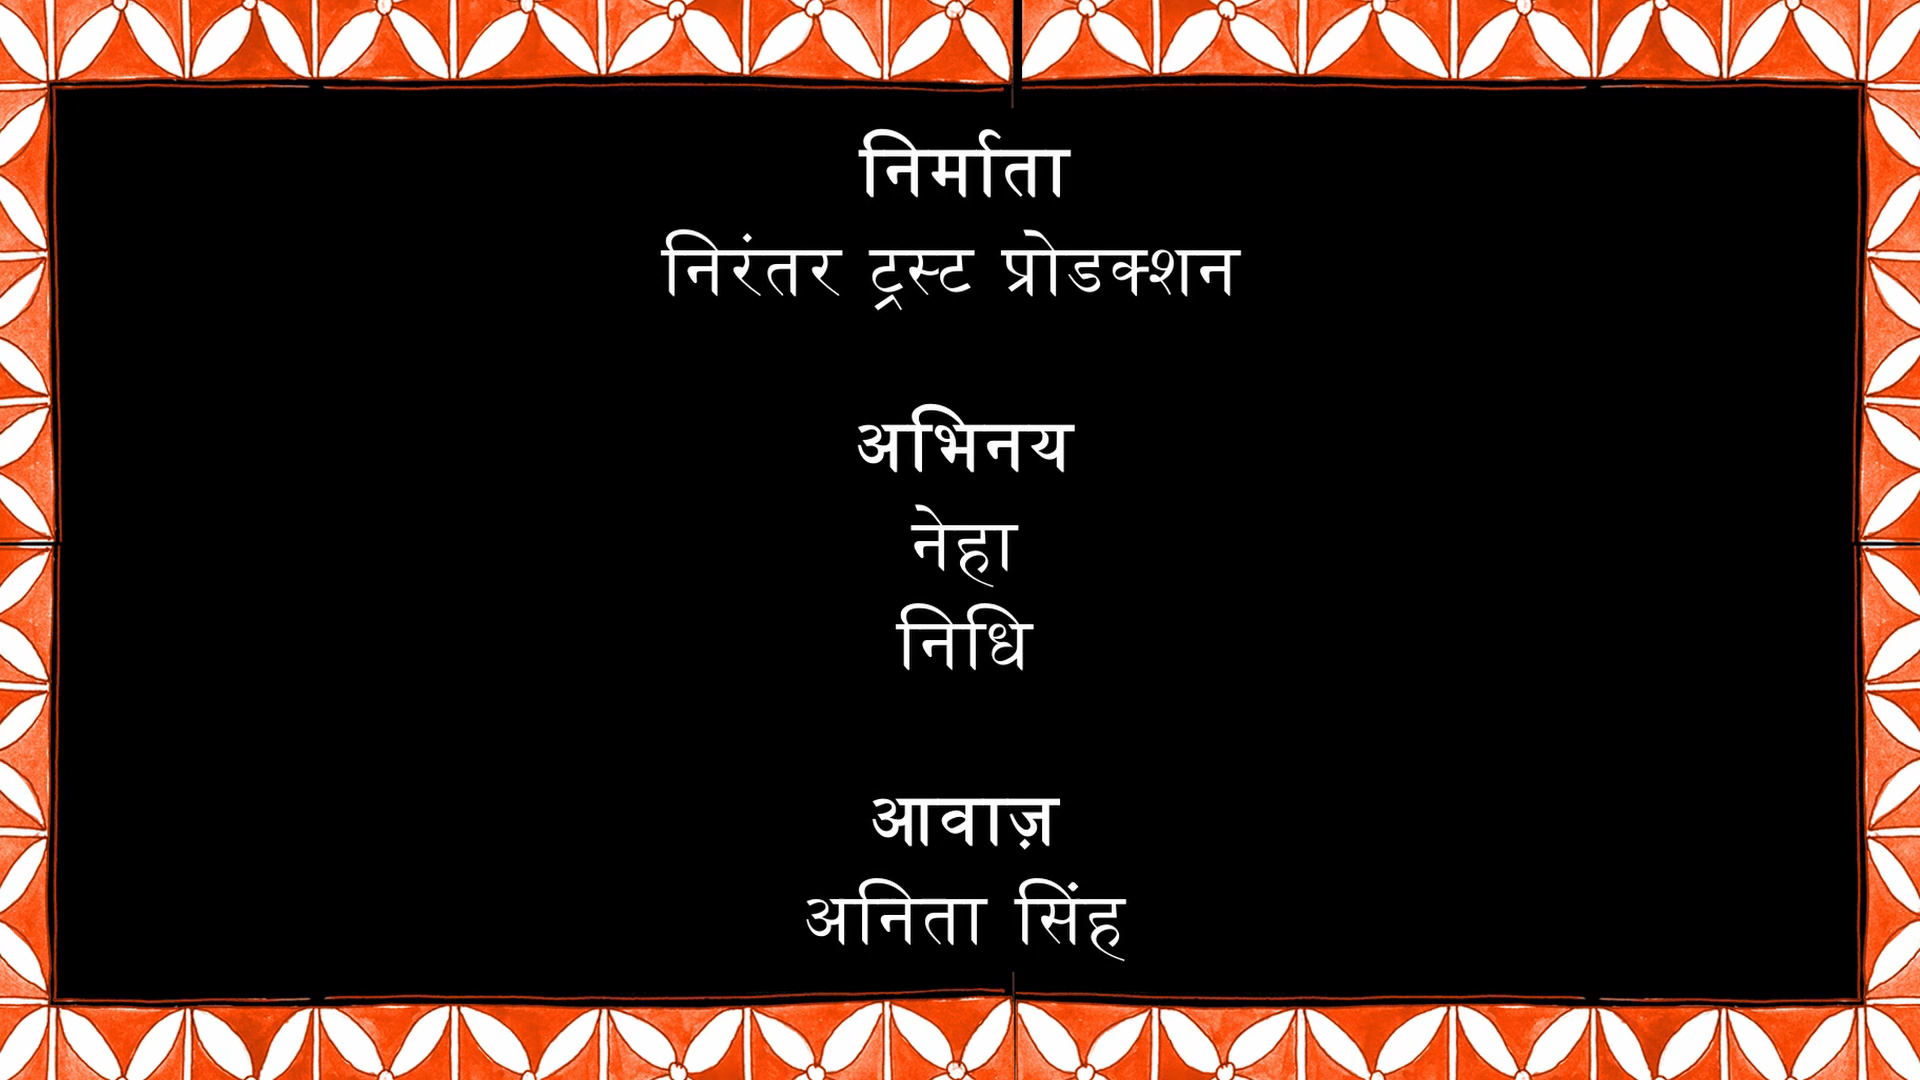 निर्माता
निरंतर ट्रस्ट प्रोडक्शन
अभिनय
नेहा
निधि
आवाज़
अनिता सिंह